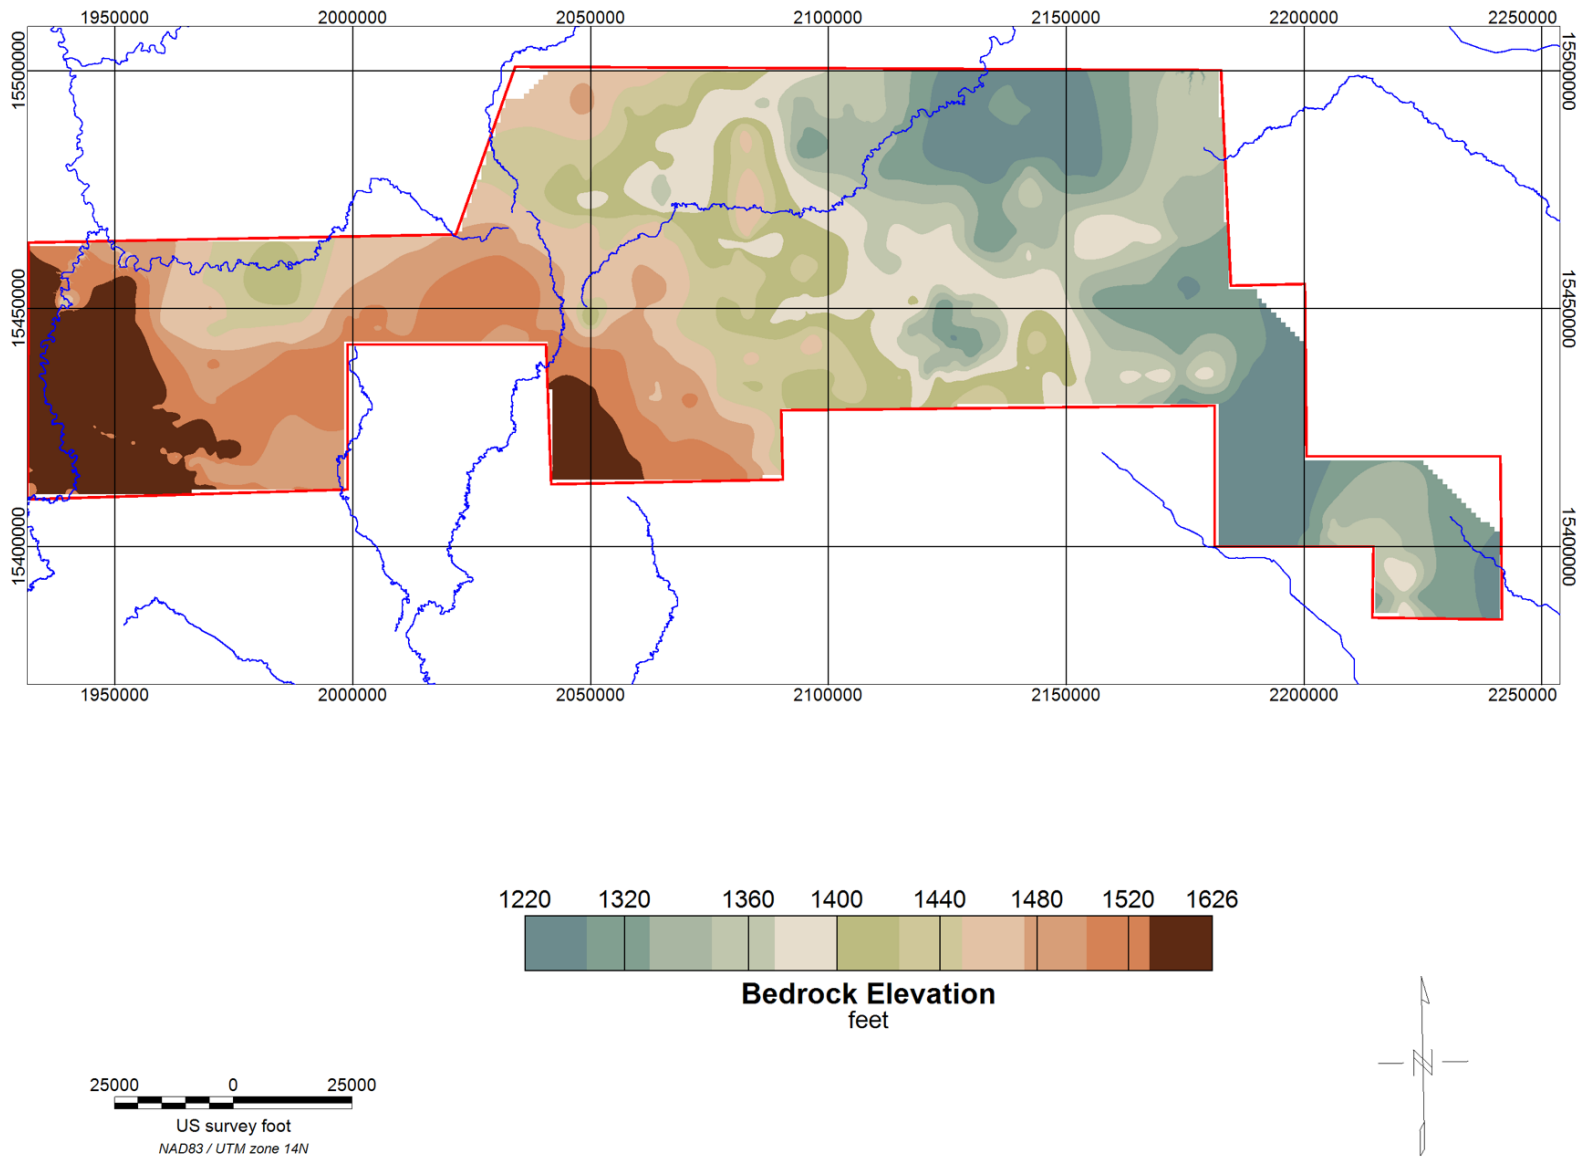 1950000 2000000 2050000 2100000 2150000 2200000 2250000
15500000 15500000
15450000 15450000
15400000 15400000
1950000 2000000 2050000 2100000 2150000 2200000 2250000
1220 1320 1360 1400 1440 1480 1520 1626
Bedrock Elevation
feet
N
25000 0 25000
US survey foot
NAD83 / UTM zone 14N